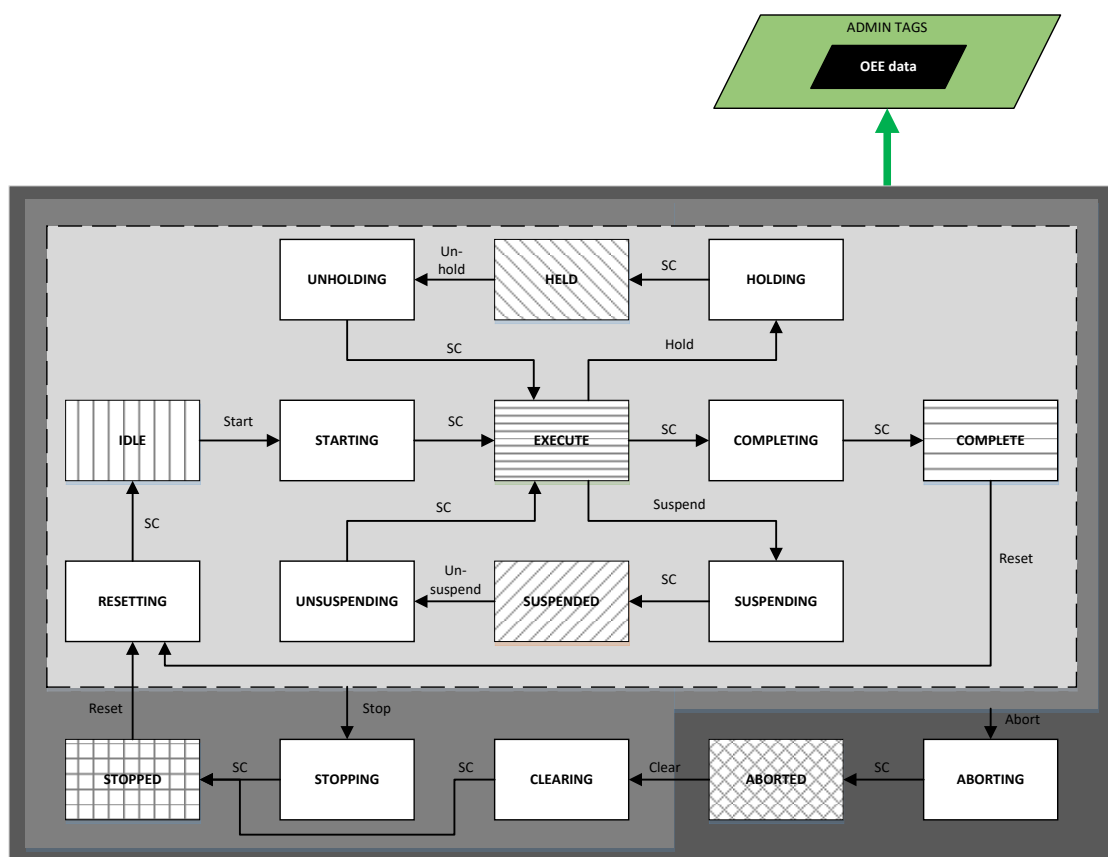 ADMIN TAGS
OEE data
UNHOLDING
Un-
hold
HELD
SC
HOLDING
SC
Hold
IDLE
Start
STARTING
SC
EXECUTE
SC
COMPLETING
SC
COMPLETE
SC
SC
Suspend
Reset
RESETTING
UNSUSPENDING
Un-
suspend
SUSPENDED
SC
SUSPENDING
Reset
Stop
Abort
STOPPED
SC
STOPPING
SC
CLEARING
Clear
ABORTED
SC
ABORTING